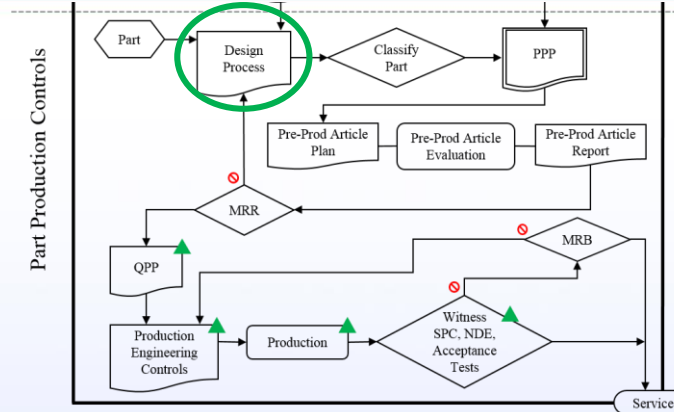 Part Production Controls
Part
Design
Process
Classify
Part
PPP
Pre-Prod Article
Plan
Pre-Prod Article
Evaluation
Pre-Prod Article
Report
MRR
MRB
QPP
Production
Engineering
Controls
Production
Witness
SPC, NDE,
Acceptance
Tests
Service